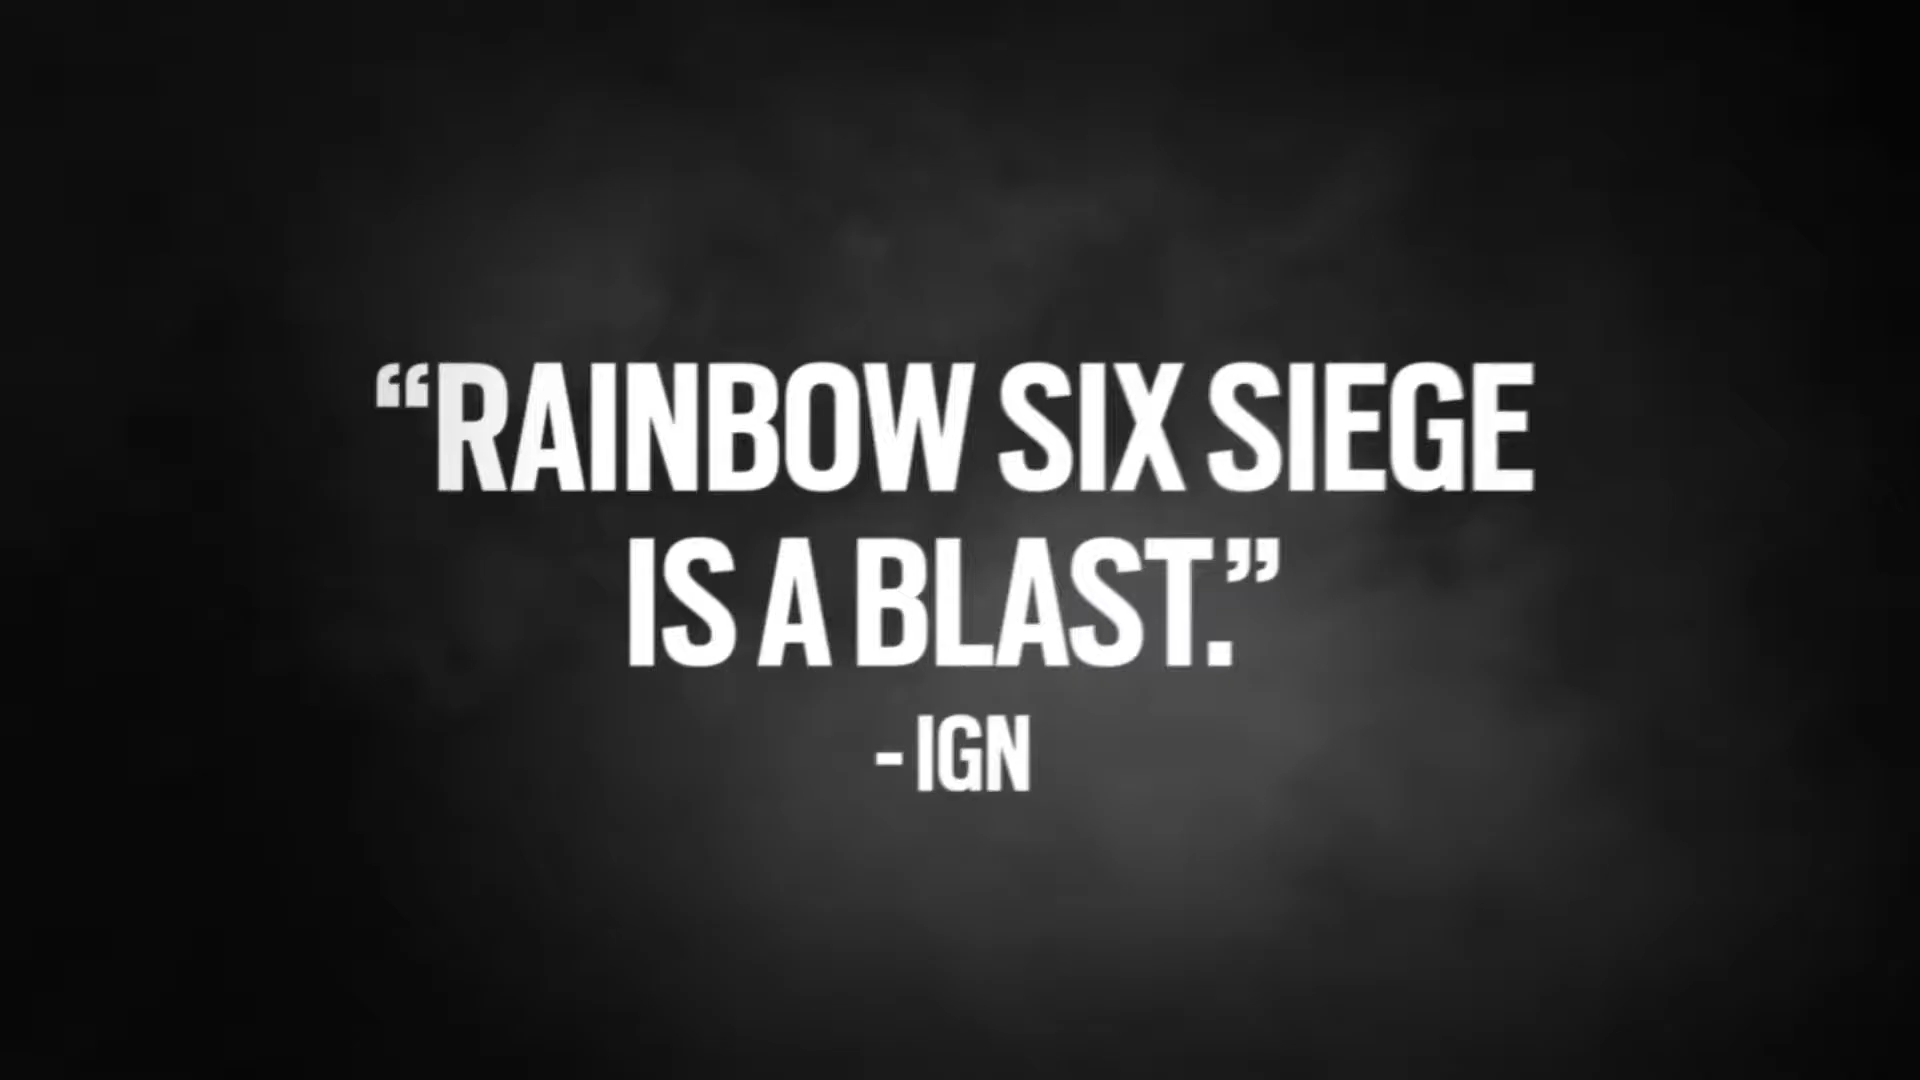 “RAINBOW SIX SIEGE
IS A BLAST.”
- IGN